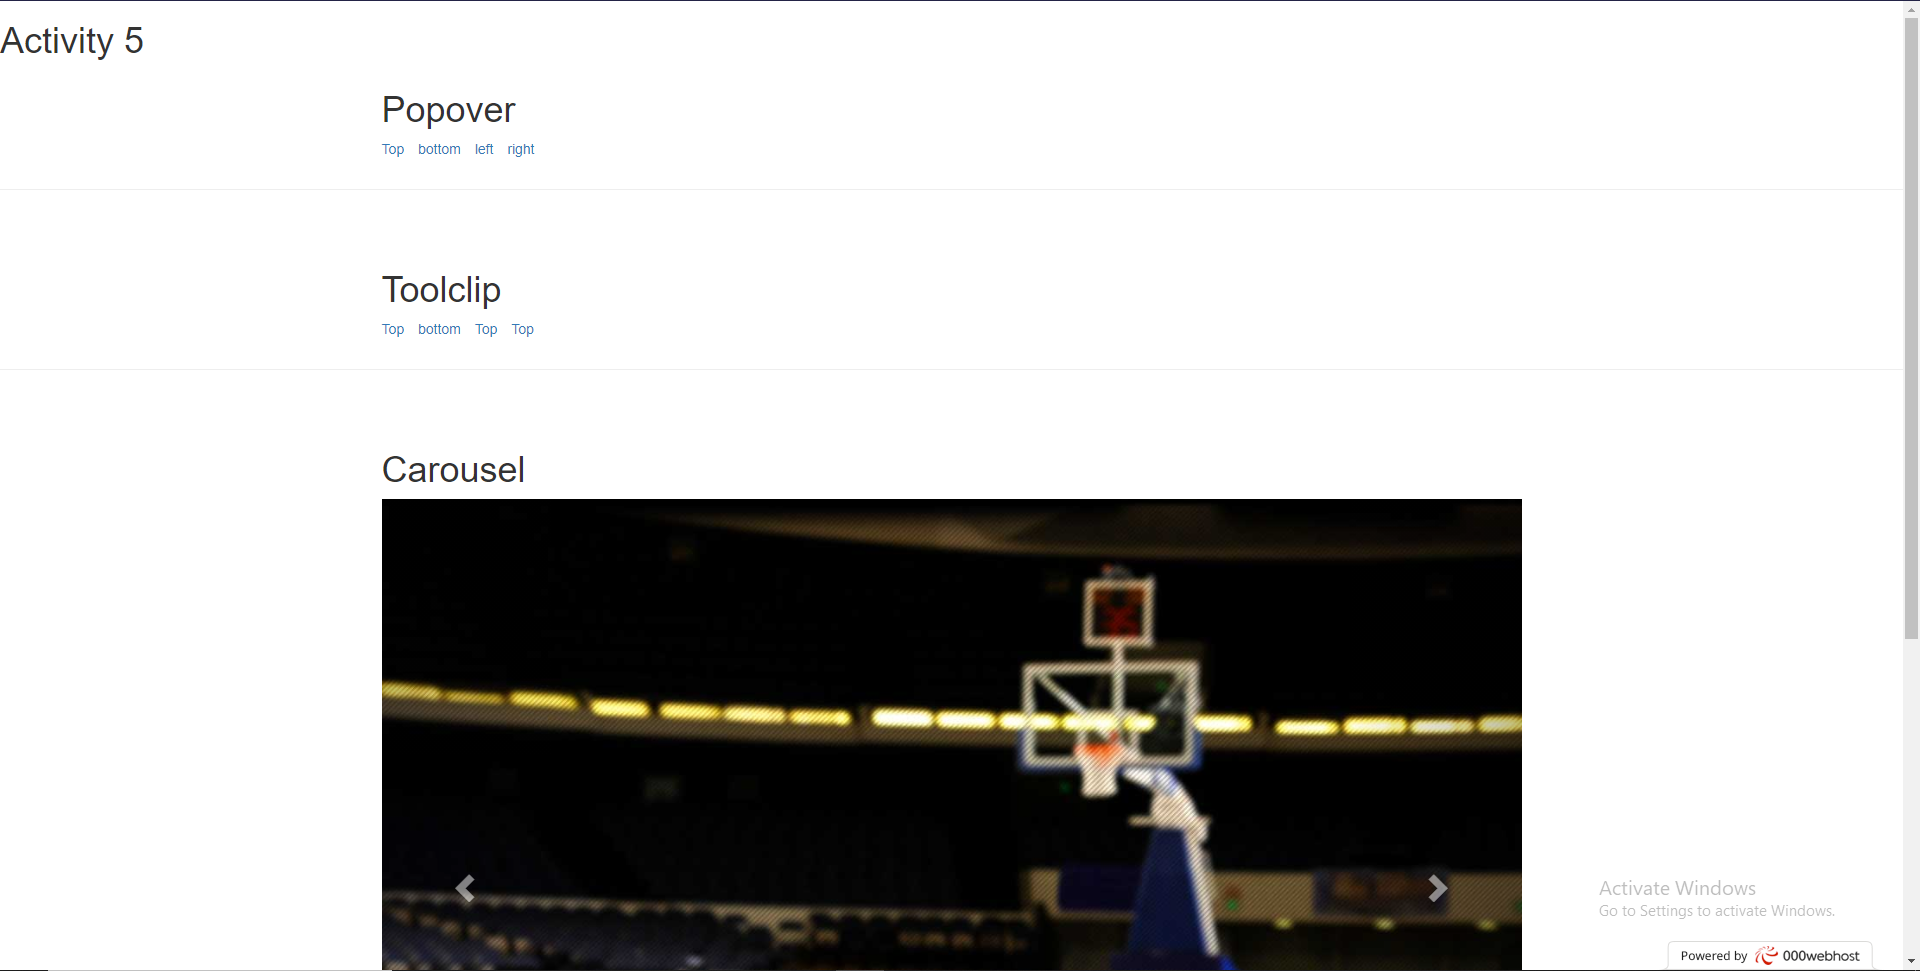 Activity 5
Popover
Top bottom left right
Toolclip
Top bottom Top Top
Carousel
Activate Windows
Go to Settings to activate Windows.
Powered by 000webhost